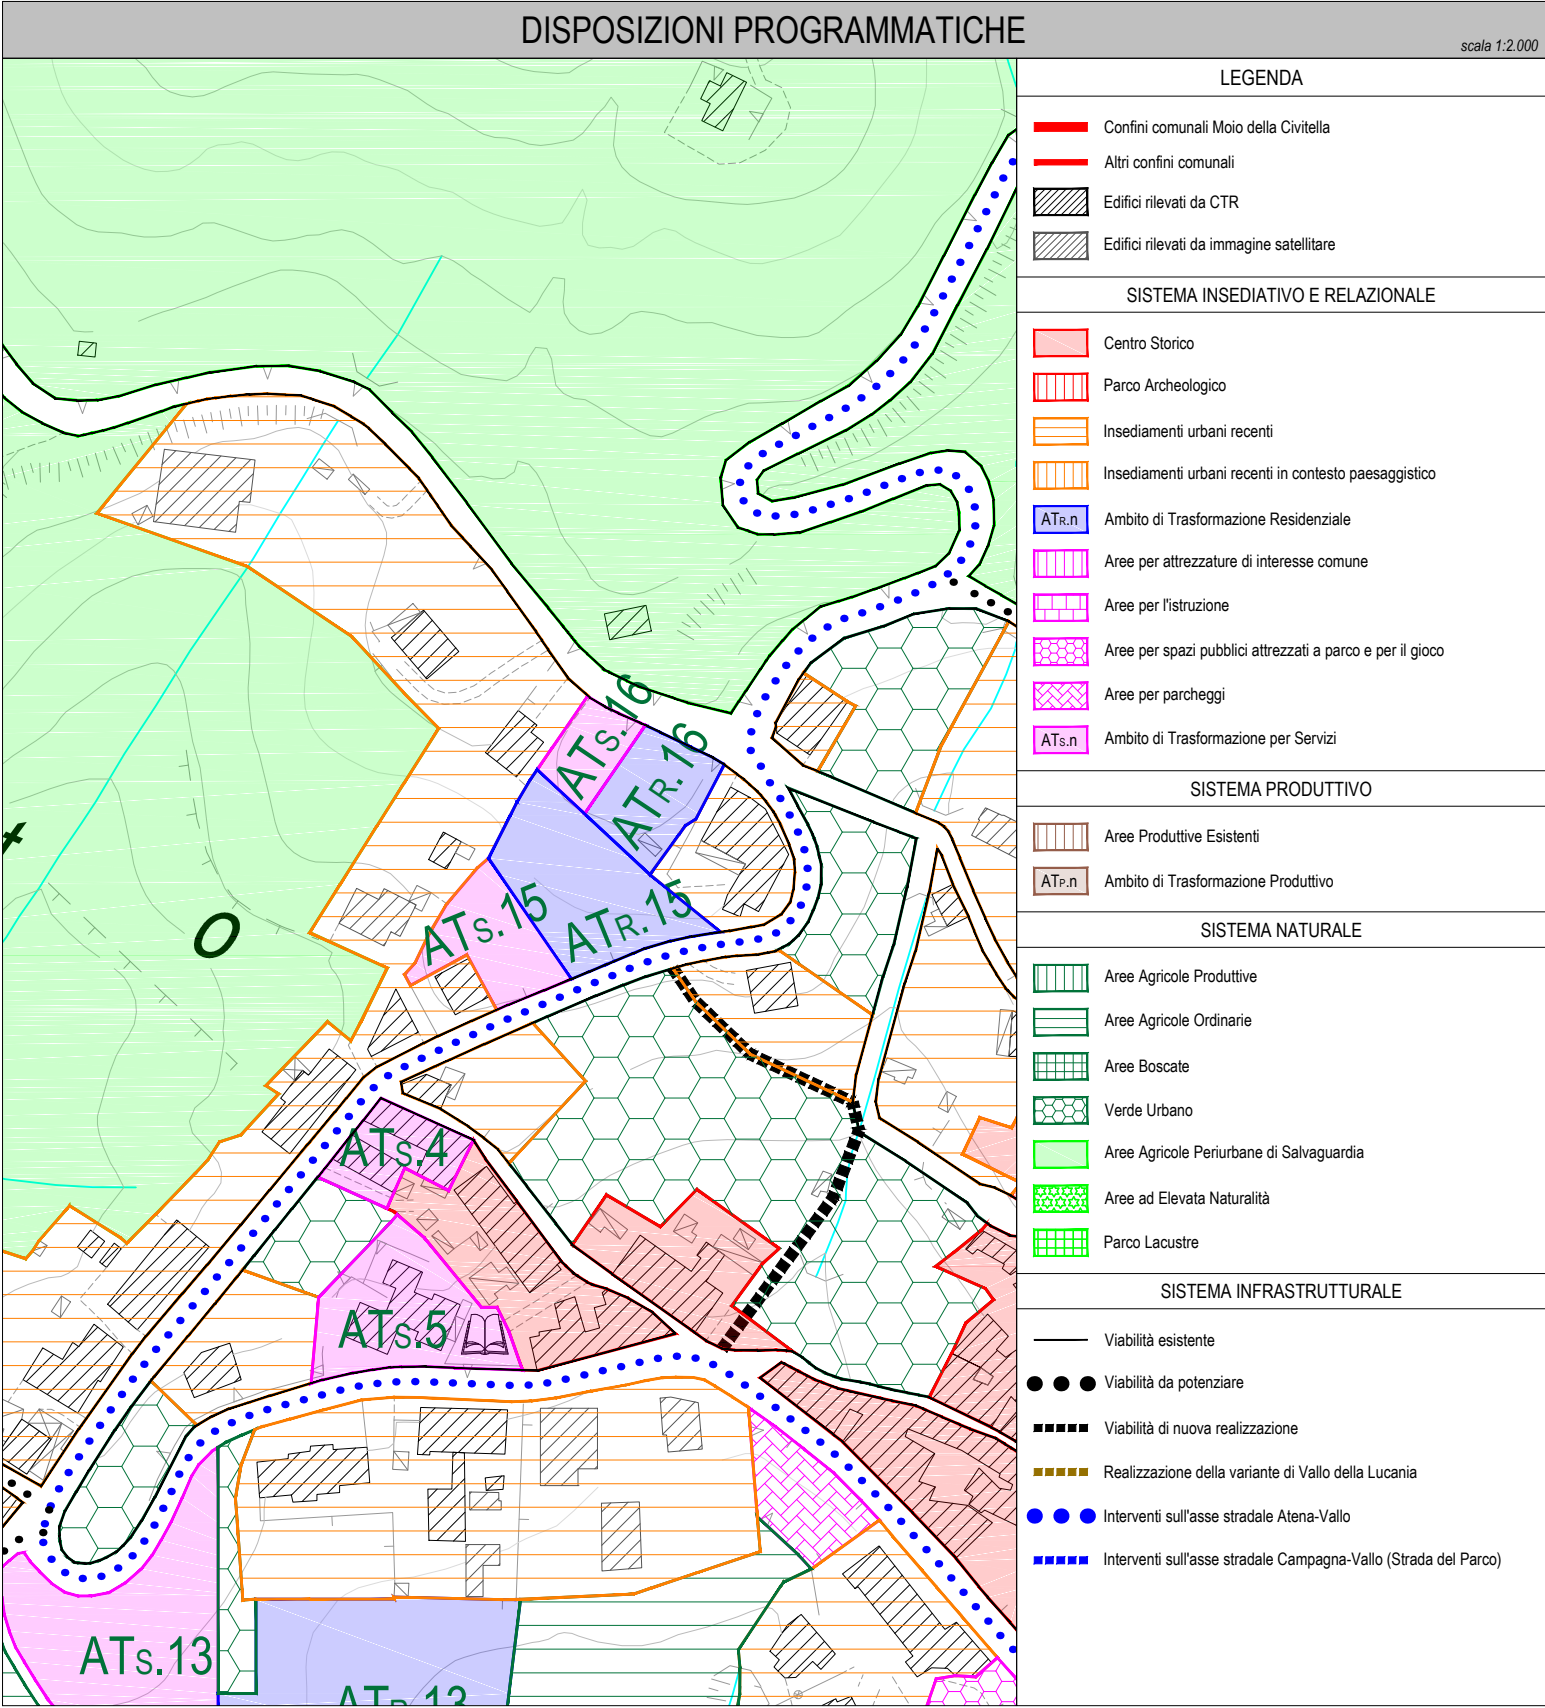 DISPOSIZIONI PROGRAMMATICHE
scala 1:2.000
LEGENDA
Confini comunali Moio della Civitella
Altri confini comunali
Edifici rilevati da CTR
Edifici rilevati da immagine satellitare
SISTEMA INSEDIATIVO E RELAZIONALE
Centro Storico
Parco Archeologico
Insediamenti urbani recenti
Insediamenti urbani recenti in contesto paesaggistico
ATR.n Ambito di Trasformazione Residenziale
Aree per attrezzature di interesse comune
Aree per l'istruzione
Aree per spazi pubblici attrezzati a parco e per il gioco
Aree per parcheggi
ATS.n Ambito di Trasformazione per Servizi
SISTEMA PRODUTTIVO
Aree Produttive Esistenti
ATP.n Ambito di Trasformazione Produttivo
SISTEMA NATURALE
Aree Agricole Produttive
Aree Agricole Ordinarie
Aree Boscate
Verde Urbano
Aree Agricole Periurbane di Salvaguardia
Aree ad Elevata Naturalità
Parco Lacustre
SISTEMA INFRASTRUTTURALE
Viabilità esistente
Viabilità da potenziare
Viabilità di nuova realizzazione
Realizzazione della variante di Vallo della Lucania
Interventi sull'asse stradale Atena-Vallo
Interventi sull'asse stradale Campagna-Vallo (Strada del Parco)
ATS.16
ATR.16
ATS.15
ATR.15
O
ATS.4
ATS.5
ATS.13
ATR.13